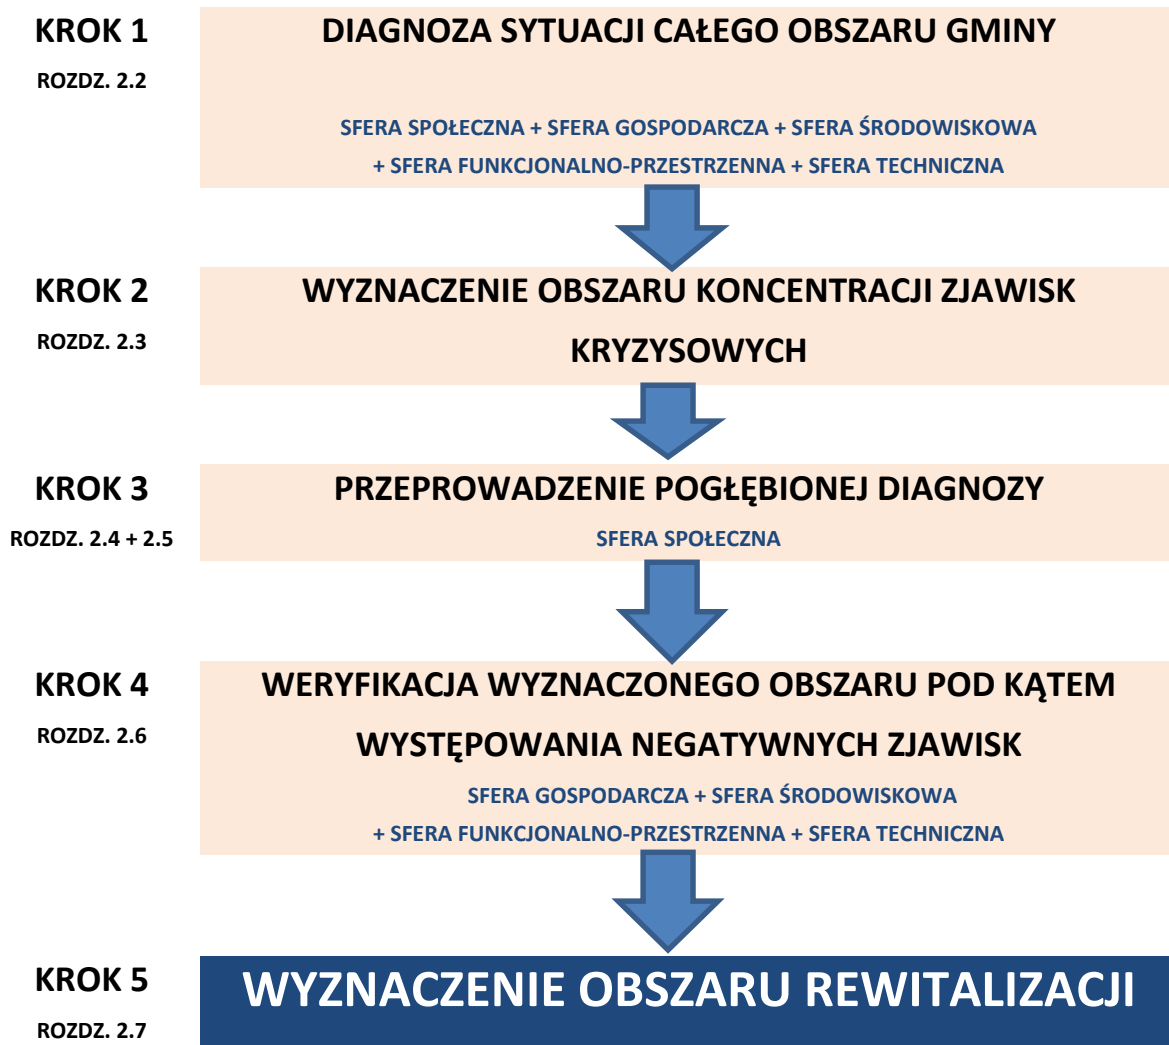 KROK 1
ROZDZ. 2.2
DIAGNOZA SYTUACJI CAŁEGO OBSZARU GMINY
SFERA SPOŁECZNA + SFERA GOSPODARCZA + SFERA ŚRODOWISKOWA
+ SFERA FUNKCJONALNO-PRZESTRZENNA + SFERA TECHNICZNA
KROK 2
ROZDZ. 2.3
WYZNACZENIE OBSZARU KONCENTRACJI ZJAWISK
KRYZYSOWYCH
KROK 3
ROZDZ. 2.4 + 2.5
PRZEPROWADZENIE POGŁĘBIONEJ DIAGNOZY
SFERA SPOŁECZNA
KROK 4
ROZDZ. 2.6
WERYFIKACJA WYZNACZONEGO OBSZARU POD KĄTEM
WYSTĘPOWANIA NEGATYWNYCH ZJAWISK
SFERA GOSPODARCZA + SFERA ŚRODOWISKOWA
+ SFERA FUNKCJONALNO-PRZESTRZENNA + SFERA TECHNICZNA
KROK 5
ROZDZ. 2.7
WYZNACZENIE OBSZARU REWITALIZACJI